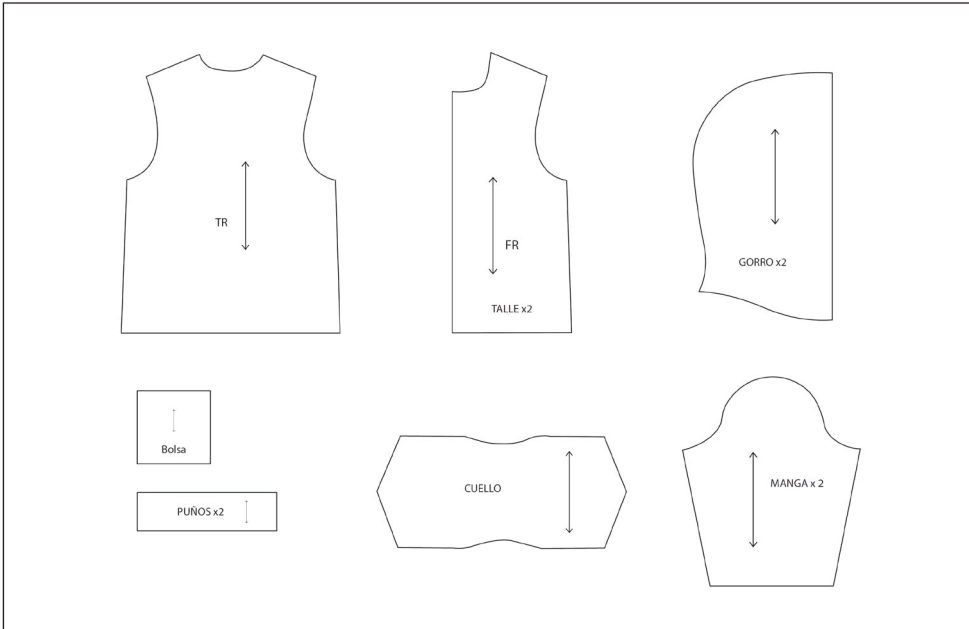 TR
FR
TALLE x2
GORRO x2
Bolsa
PUÑOS x2
CUELLO
MANGA x 2